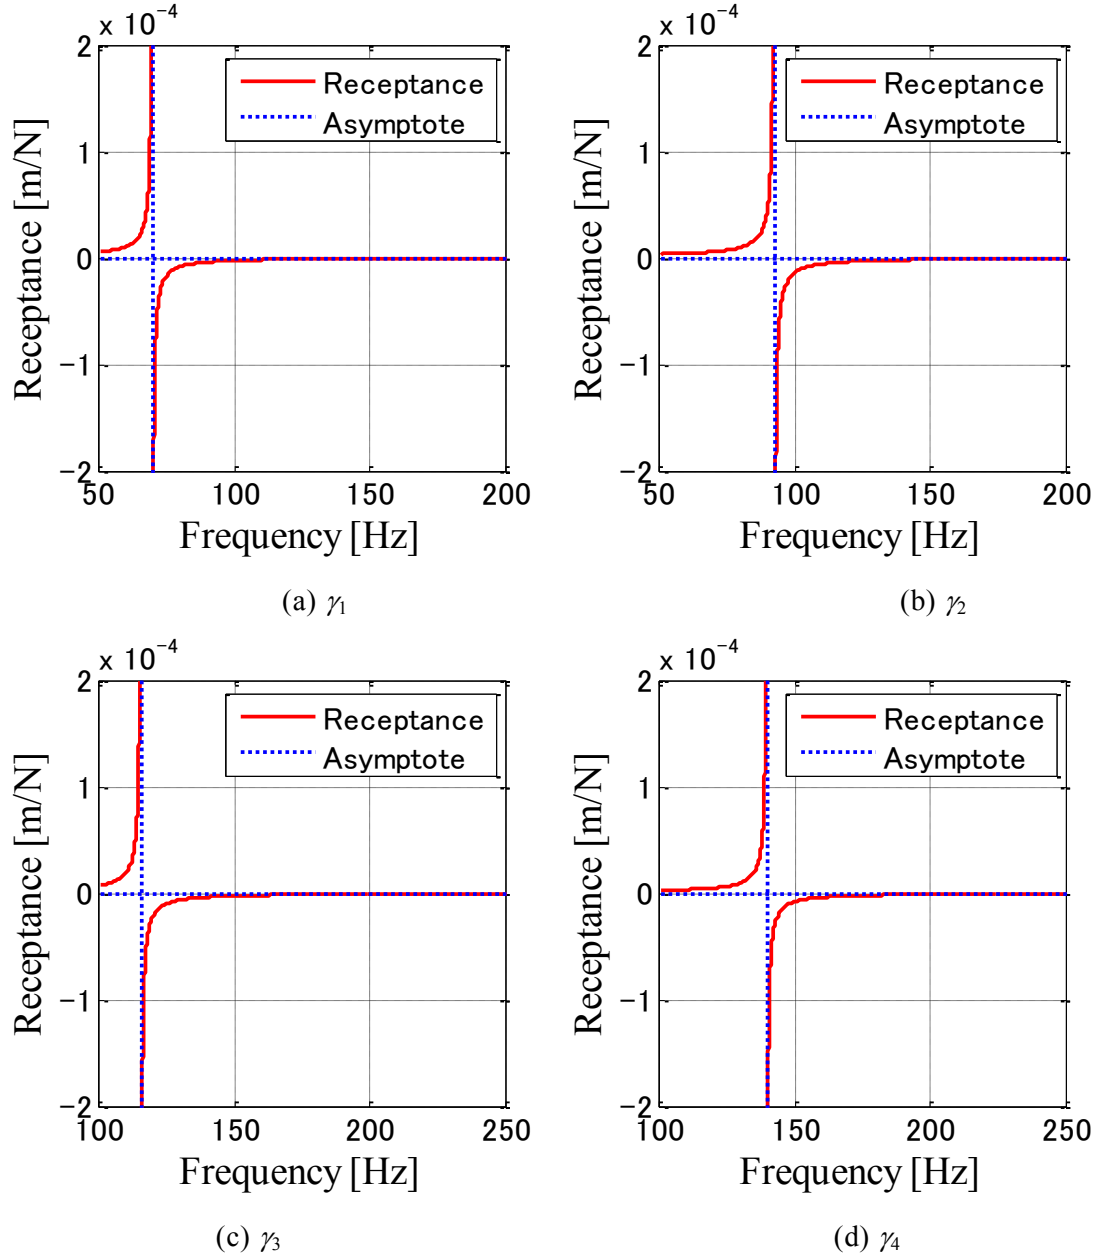 x 10⁻⁴
2
1
0
−1
−2
Receptance [m/N]
Receptance
Asymptote
50 100 150 200
Frequency [Hz]
(a) γ₁
x 10⁻⁴
2
1
0
−1
−2
Receptance [m/N]
Receptance
Asymptote
50 100 150 200
Frequency [Hz]
(b) γ₂
x 10⁻⁴
2
1
0
−1
−2
Receptance [m/N]
Receptance
Asymptote
100 150 200 250
Frequency [Hz]
(c) γ₃
x 10⁻⁴
2
1
0
−1
−2
Receptance [m/N]
Receptance
Asymptote
100 150 200 250
Frequency [Hz]
(d) γ₄